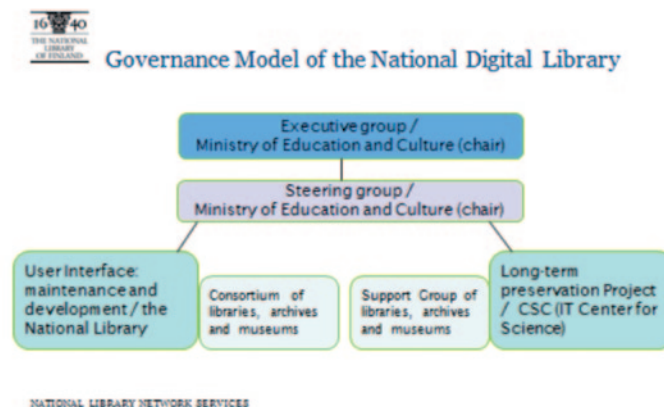 16 40
THE NATIONAL
LIBRARY
OF FINLAND
Governance Model of the National Digital Library
Executive group /
Ministry of Education and Culture (chair)
Steering group /
Ministry of Education and Culture (chair)
User Interface:
maintenance and
development / the
National Library
Consortium of
libraries, archives
and museums
Support Group of
libraries, archives
and museums
Long-term
preservation Project
/ CSC (IT Center for
Science)
NATIONAL LIBRARY NETWORK SERVICES